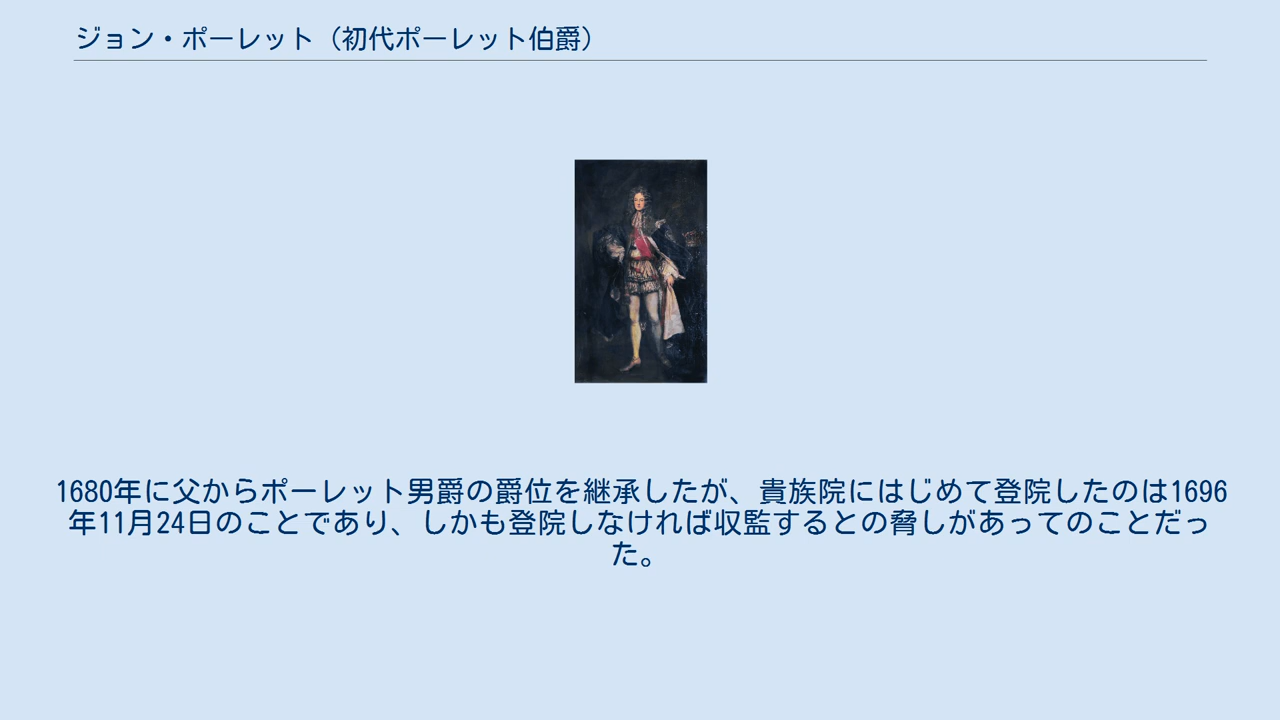 ジョン・ポーレット（初代ポーレット伯爵）
1680年に父からポーレット男爵の爵位を継承したが、貴族院にはじめて登院したのは1696
年11月24日のことであり、しかも登院しなければ収監するとの脅しがあってのことだっ
た。